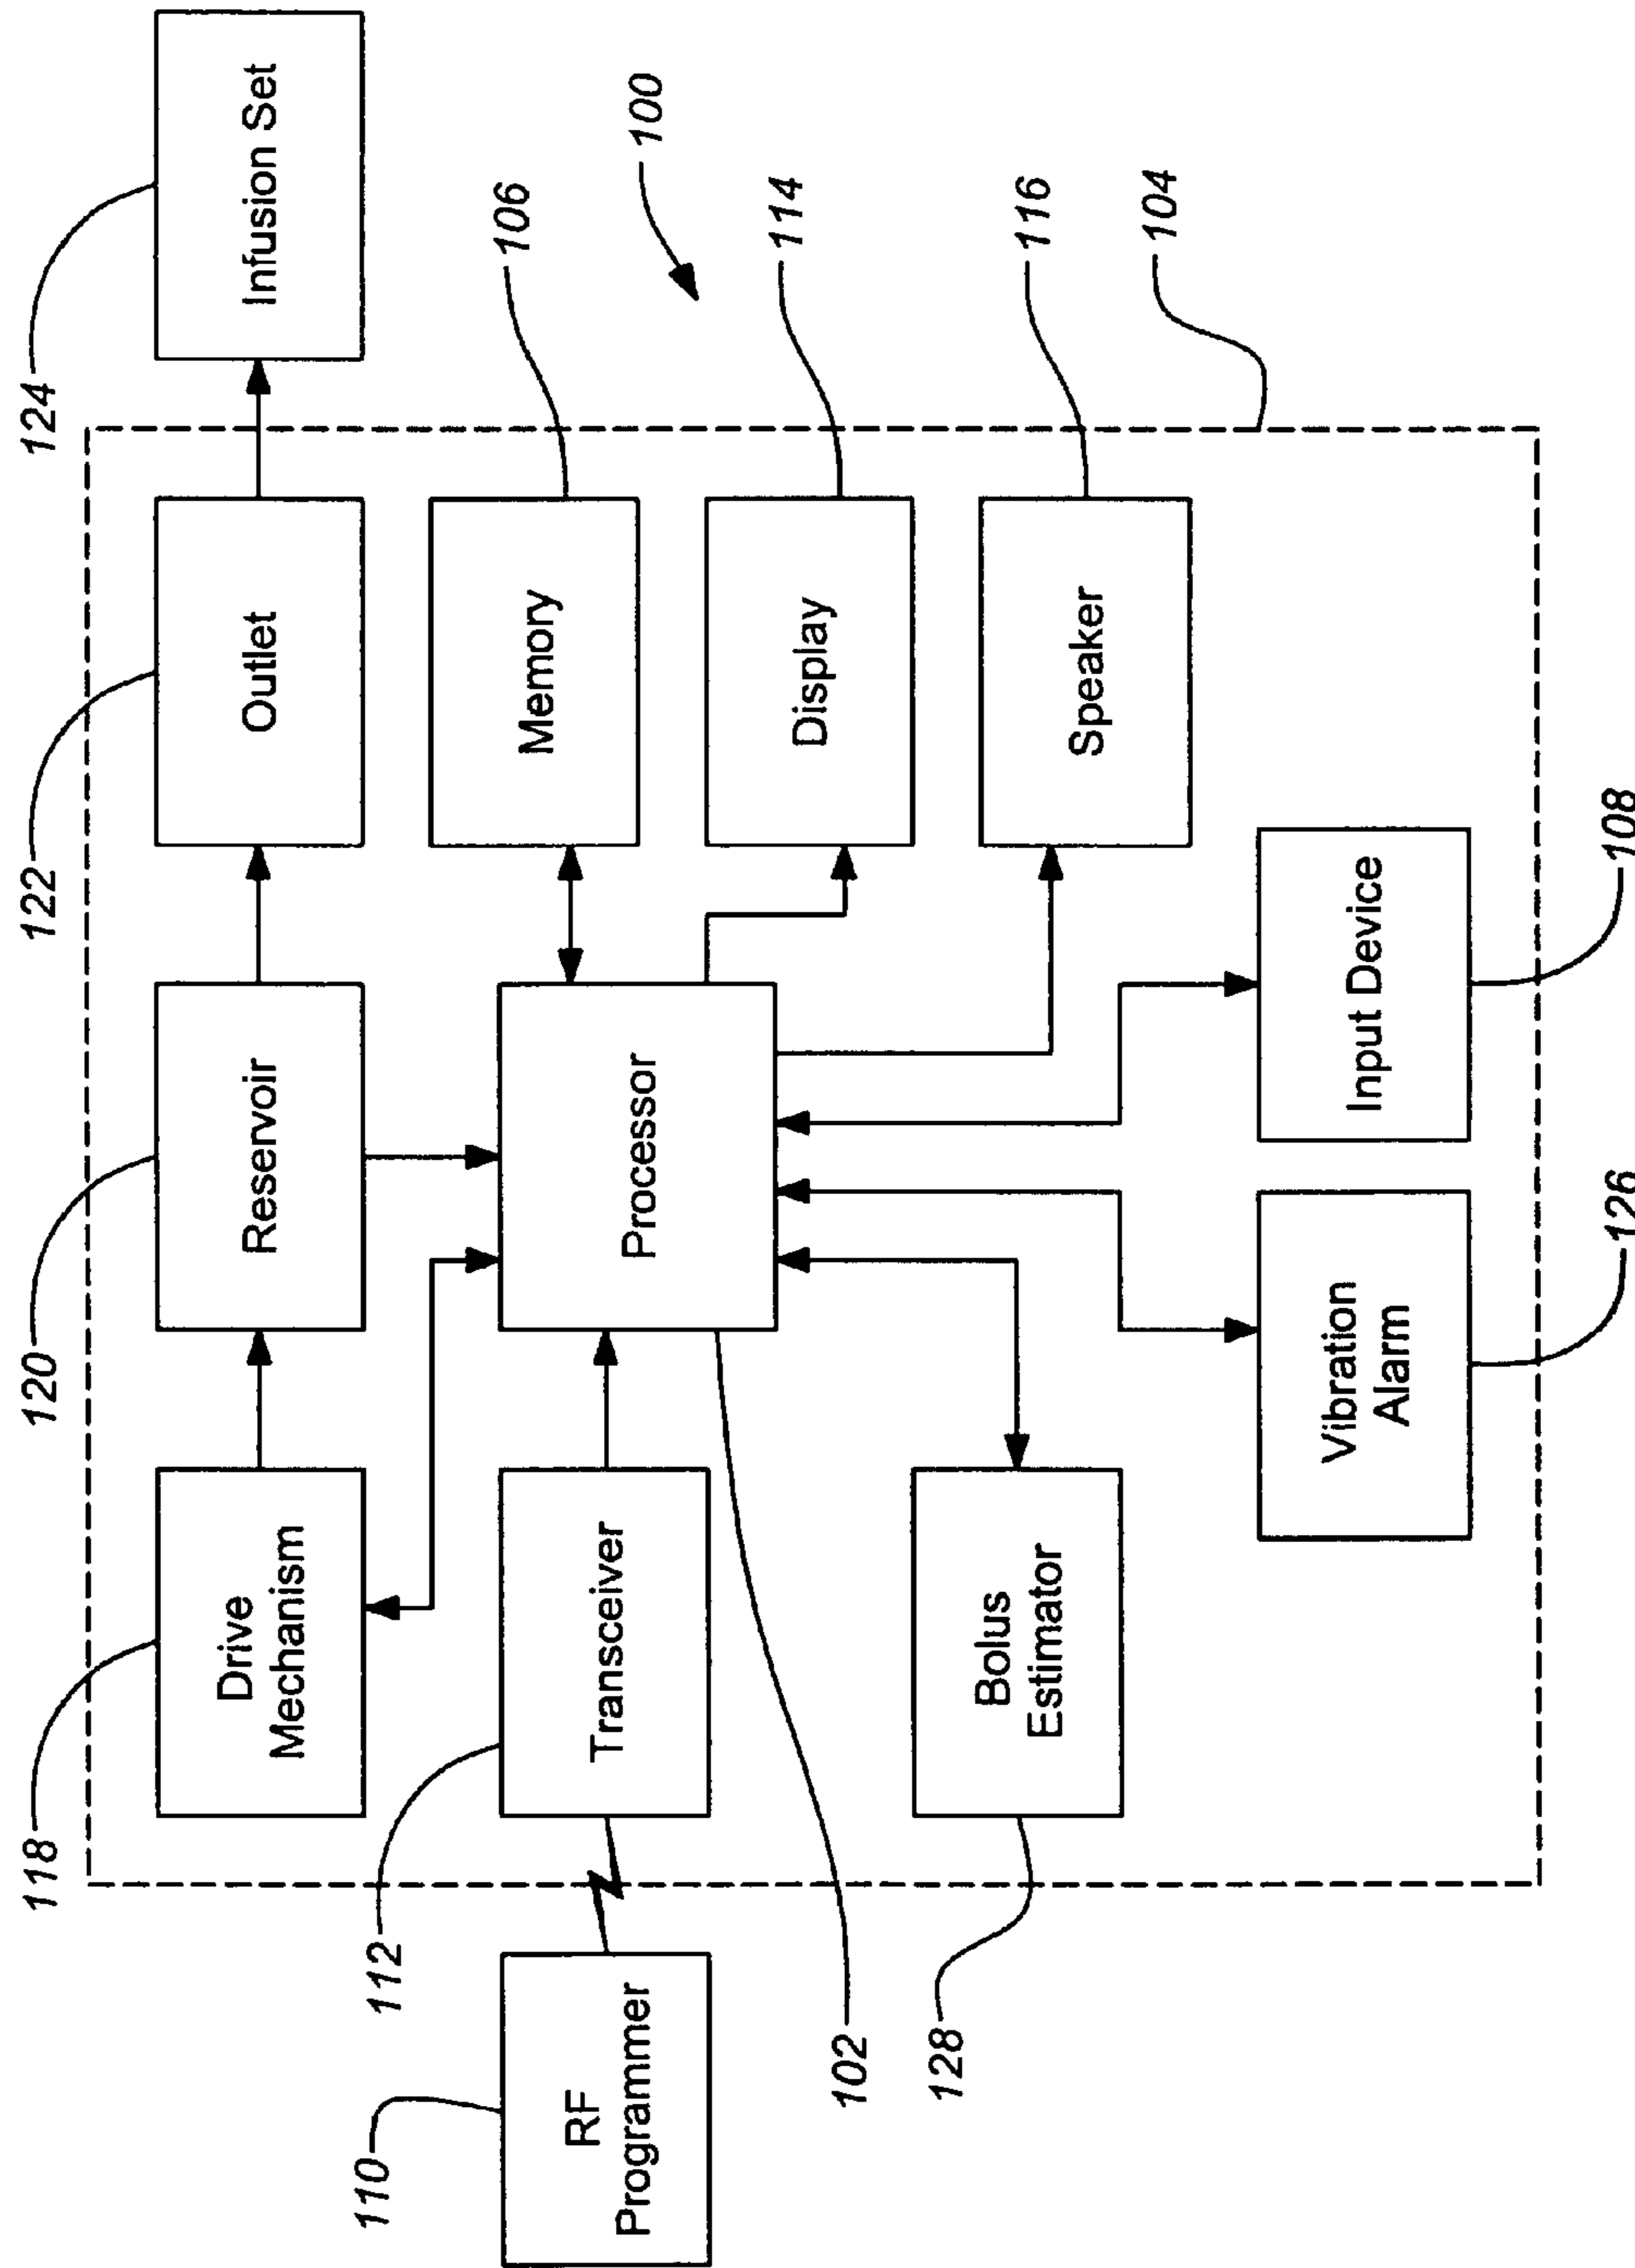 118
120
122
124
Drive
Mechanism
Reservoir
Outlet
Infusion Set
110
112
RF
Programmer
Transceiver
Processor
Memory
106
100
102
Display
114
128
Bolus
Estimator
Speaker
116
Vibration
Alarm
Input Device
104
126
108